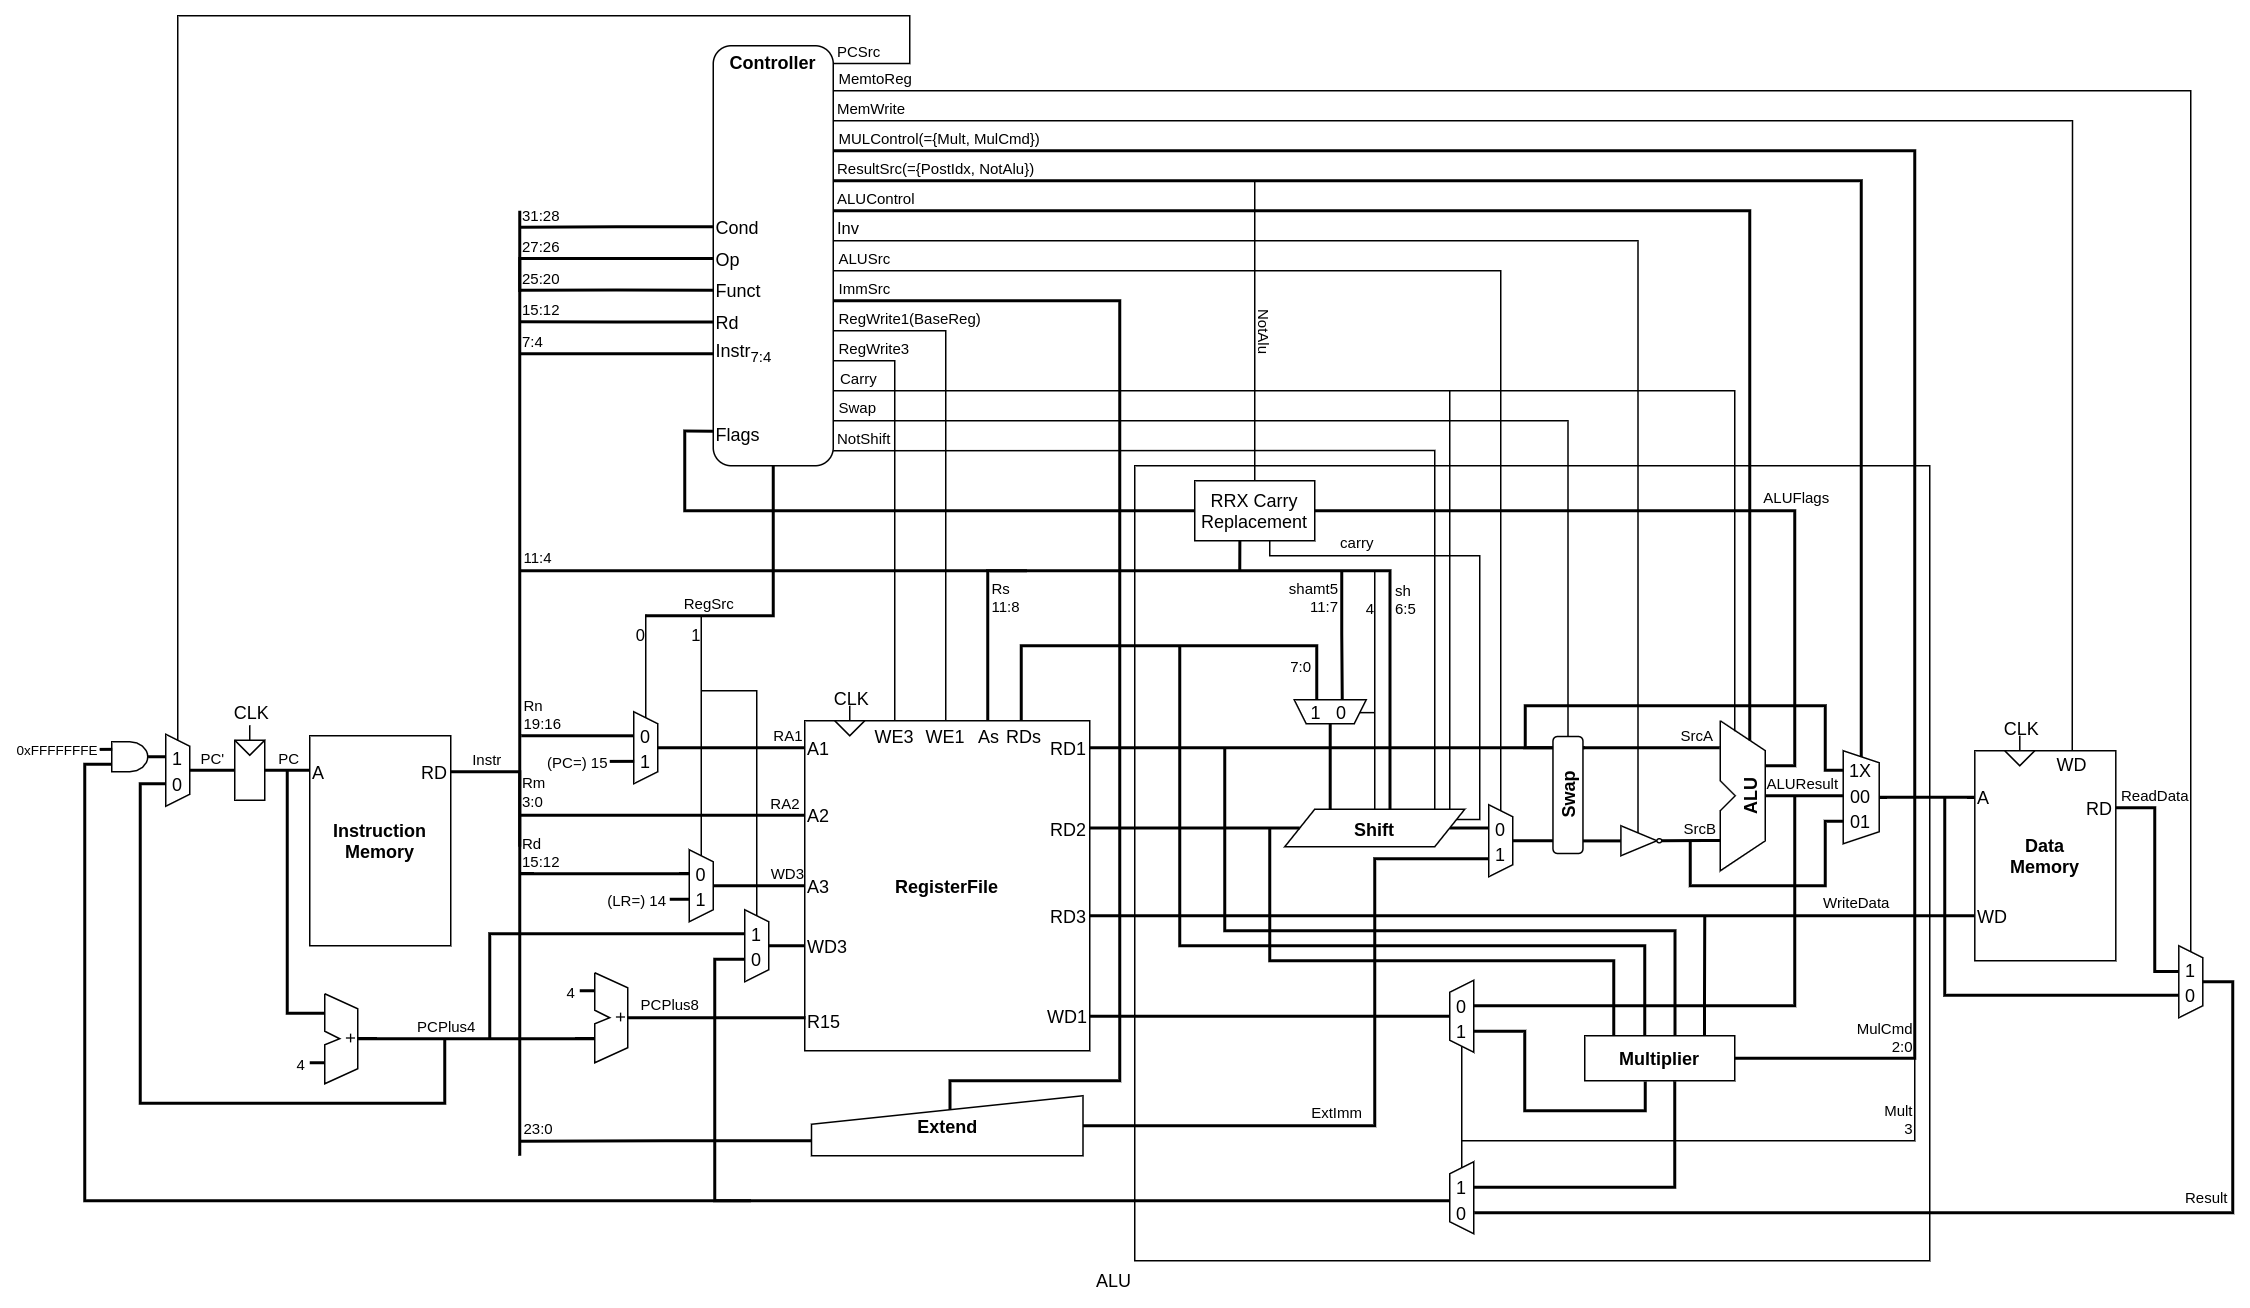 PCSrc
Controller
MemtoReg
MemWrite
MULControl(={Mult, MulCmd})
ResultSrc(={PostIdx, NotAlu})
ALUControl
31:28
Cond
Inv
27:26
Op
ALUSrc
25:20
Funct
ImmSrc
15:12
Rd
RegWrite1(BaseReg)
NotAlu
7:4
Instr7:4
RegWrite3
Carry
Swap
Flags
NotShift
RRX Carry
Replacement
ALUFlags
carry
11:4
Rs
11:8
shamt5
11:7
4
sh
6:5
RegSrc
0
1
7:0
CLK
CLK
Rn
19:16
0
1
(PC=) 15
RA1
A1
WE3
WE1
As
RDs
RD1
1 0
SrcA
CLK
WD
0xFFFFFFFE
1
0
PC'
PC
A
RD
Instr
Instruction
Memory
Rm
3:0
RA2
A2
RD2
Shift
0
1
Swap
SrcB
ALU
ALUResult
1X
00
01
A
RD
ReadData
Data
Memory
Rd
15:12
0
1
(LR=) 14
WD3
A3
RegisterFile
RD3
WriteData
WD
1
0
WD3
1
0
4
+
PCPlus8
R15
WD1
0
1
PCPlus4
+
4
Multiplier
MulCmd
2:0
23:0
Extend
ExtImm
Mult
3
1
0
Result
ALU